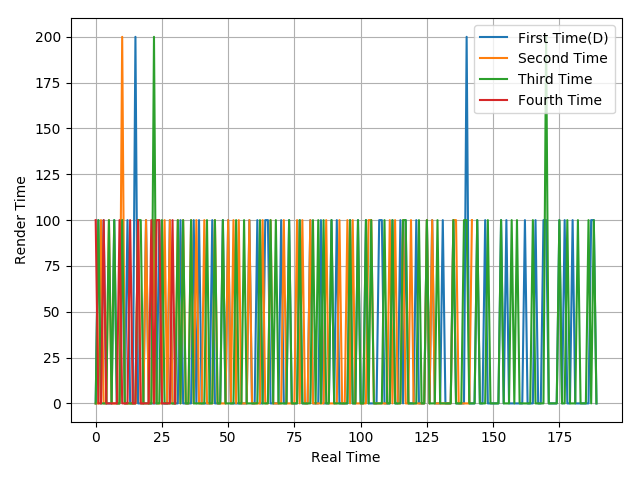 200
175
150
125
100
75
50
25
0
Render Time
0 25 50 75 100 125 150 175
Real Time
First Time(D)
Second Time
Third Time
Fourth Time